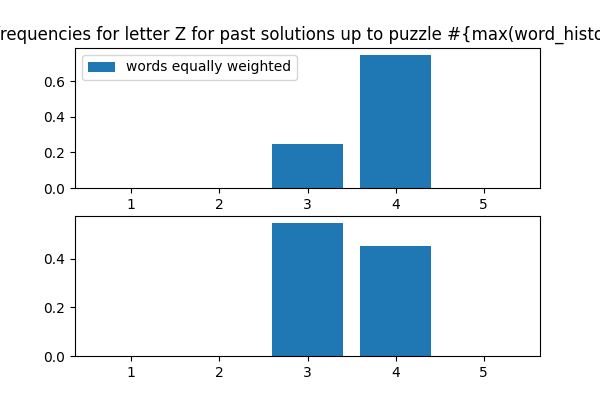 requencies for letter Z for past solutions up to puzzle #{max(word_histo
words equally weighted
0.6
0.4
0.2
0.0
1 2 3 4 5
0.4
0.2
0.0
1 2 3 4 5